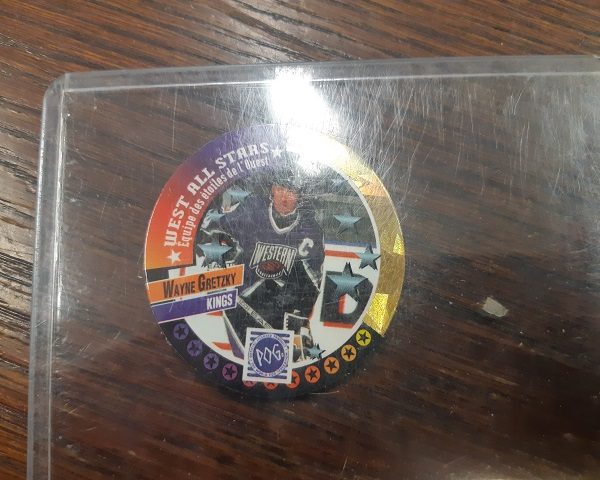 WEST ALL STARS
Équipe des étoiles de l'Ouest
C
WESTERN
WAYNE GRETZKY
KINGS
POG